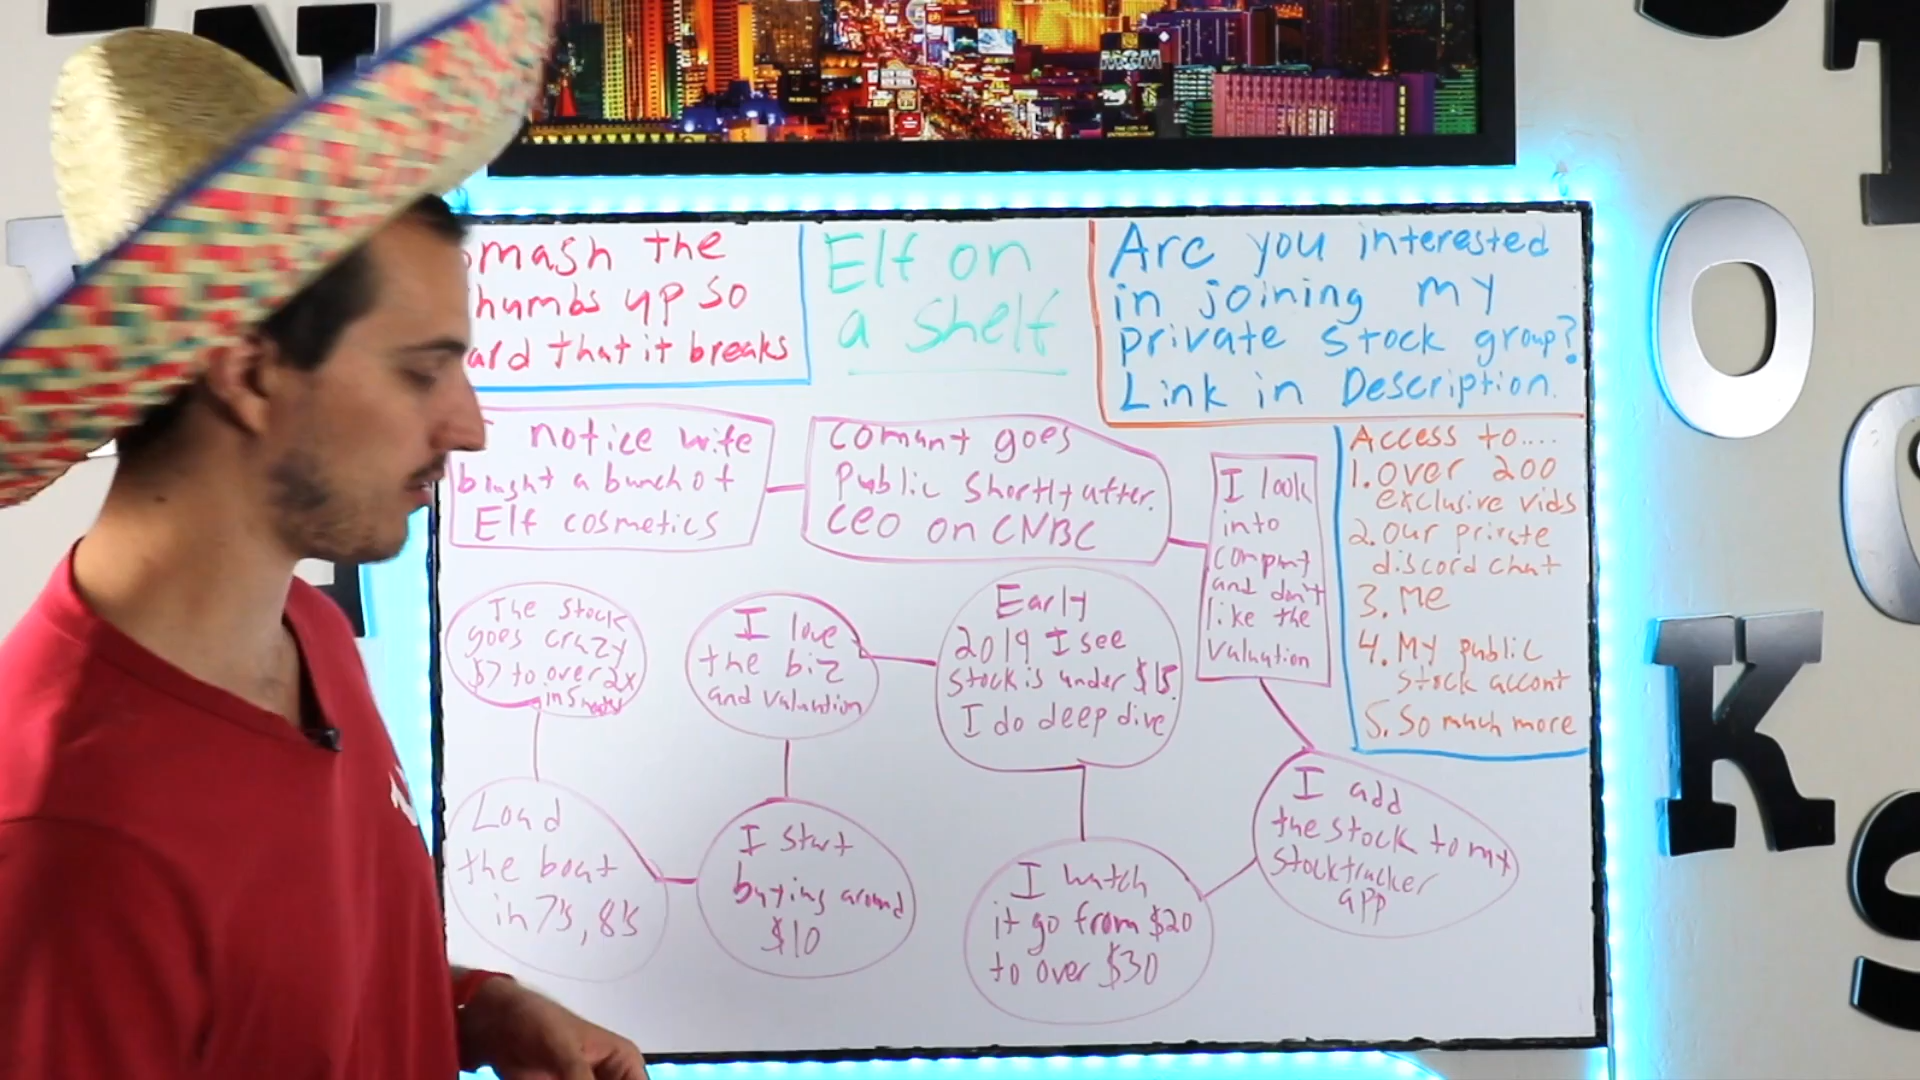 mash the
humbs up so
ard that it breaks
Elf on
a shelf
Are you interested
in joining my
private stock group?
Link in Description.
I notice wife
bought a bunch of
Elf cosmetics
Company goes
Public shortly after.
CEO on CNBC
I look
into
company
and don't
like the
valuation
Access to....
1. over 200
exclusive vids
2. Our private
discord chat
3. Me
4. My public
stock accont
5. So much more
I add
the stock to my
stocktracker
app
I watch
it go from $20
to over $30
Early
2019 I see
stock is under $15.
I do deep dive
I love
the biz
and valuation
I start
buying around
$10
Load
the boat
in 7's, 8's
The stock
goes crazy
$7 to over 2x
in 5
MGM
O
K
S